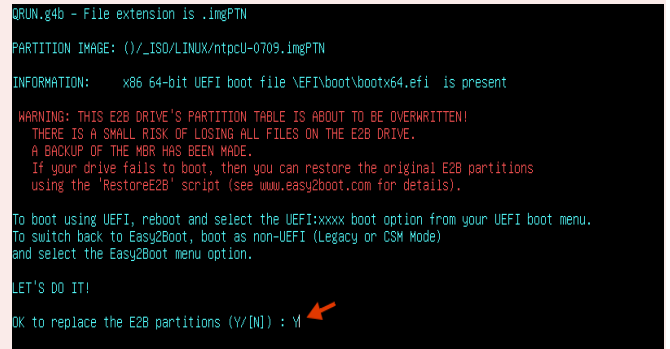 QRUN.g4b - File extension is .imgPTN
PARTITION IMAGE: ()/_ISO/LINUX/ntpcU-0709.imgPTN
INFORMATION: x86 64-bit UEFI boot file \EFI\boot\bootx64.efi is present
WARNING: THIS E2B DRIVE'S PARTITION TABLE IS ABOUT TO BE OVERWRITTEN!
THERE IS A SMALL RISK OF LOSING ALL FILES ON THE E2B DRIVE.
A BACKUP OF THE MBR HAS BEEN MADE.
If your drive fails to boot, then you can restore the original E2B partitions
using the 'RestoreE2B' script (see www.easy2boot.com for details).
To boot using UEFI, reboot and select the UEFI:xxxx boot option from your UEFI boot menu.
To switch back to Easy2Boot, boot as non-UEFI (Legacy or CSM Mode)
and select the Easy2Boot menu option.
LET'S DO IT!
OK to replace the E2B partitions (Y/[N]) : Y